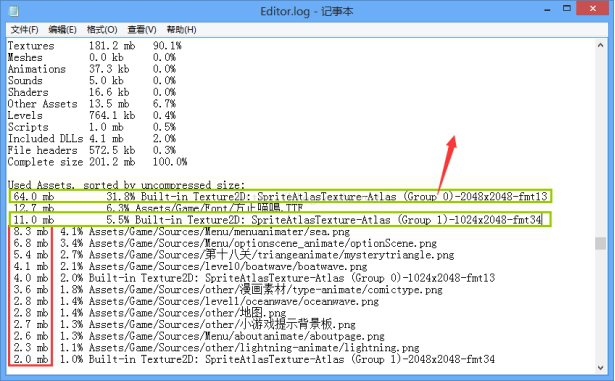 Editor.log - 记事本
文件(F) 编辑(E) 格式(O) 查看(V) 帮助(H)
Textures 181.2 mb 90.1%
Meshes 0.0 kb 0.0%
Animations 37.3 kb 0.0%
Sounds 5.0 kb 0.0%
Shaders 16.6 kb 0.0%
Other Assets 13.5 mb 6.7%
Levels 764.1 kb 0.4%
Scripts 1.0 mb 0.5%
Included DLLs 4.1 mb 2.0%
File headers 572.5 kb 0.3%
Complete size 201.2 mb 100.0%
Used Assets, sorted by uncompressed size:
64.0 mb 31.8% Built-in Texture2D: SpriteAtlasTexture-Atlas (Group 0)-2048x2048-fmt13
12.7 mb 6.3% Assets/Game/Font/方正喵呜.TTF
11.0 mb 5.5% Built-in Texture2D: SpriteAtlasTexture-Atlas (Group 1)-1024x2048-fmt34
8.3 mb 4.1% Assets/Game/Sources/Menu/menuanimater/sea.png
6.8 mb 3.4% Assets/Game/Sources/Menu/optionscene_animate/optionScene.png
5.4 mb 2.7% Assets/Game/Sources/第十八关/triangeanimate/mysterytriangle.png
4.1 mb 2.1% Assets/Game/Sources/level0/boatwave/boatwave.png
4.0 mb 2.0% Built-in Texture2D: SpriteAtlasTexture-Atlas (Group 0)-1024x2048-fmt13
3.6 mb 1.8% Assets/Game/Sources/other/漫画素材/type-animate/comictype.png
2.8 mb 1.4% Assets/Game/Sources/level1/oceanwave/oceanwave.png
2.8 mb 1.4% Assets/Game/Sources/other/地图.png
2.7 mb 1.3% Assets/Game/Sources/other/小游戏提示背景板.png
2.6 mb 1.3% Assets/Game/Sources/Menu/aboutanimate/aboutpage.png
2.3 mb 1.1% Assets/Game/Sources/other/lightning-animate/lightning.png
2.0 mb 1.0% Built-in Texture2D: SpriteAtlasTexture-Atlas (Group 1)-2048x2048-fmt34